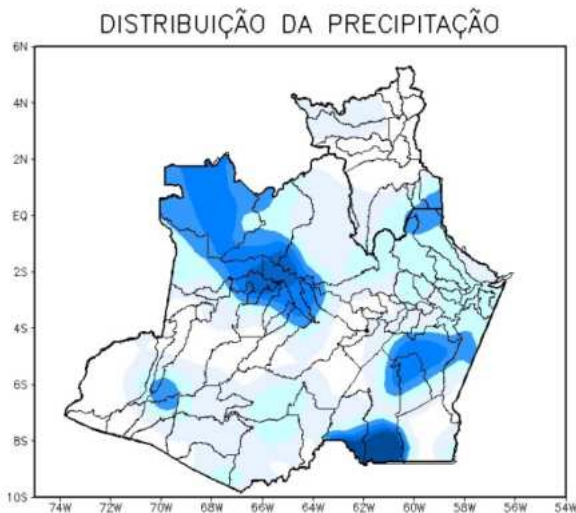 DISTRIBUIÇÃO DA PRECIPITAÇÃO
6N
4N
2N
EQ
2S
4S
6S
8S
10S
74W 72W 70W 68W 66W 64W 62W 60W 58W 56W 54W